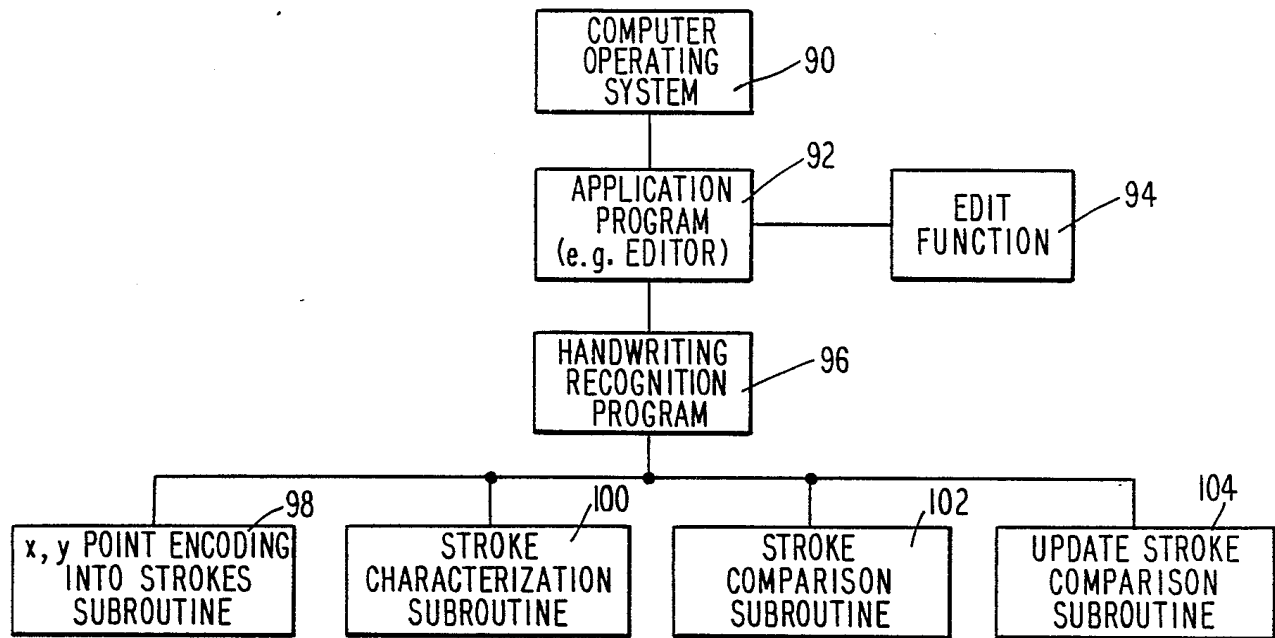 COMPUTER
OPERATING
SYSTEM
90
APPLICATION
PROGRAM
(e.g. EDITOR)
92
EDIT
FUNCTION
94
HANDWRITING
RECOGNITION
PROGRAM
96
x, y POINT ENCODING
INTO STROKES
SUBROUTINE
98
STROKE
CHARACTERIZATION
SUBROUTINE
100
STROKE
COMPARISON
SUBROUTINE
102
UPDATE STROKE
COMPARISON
SUBROUTINE
104